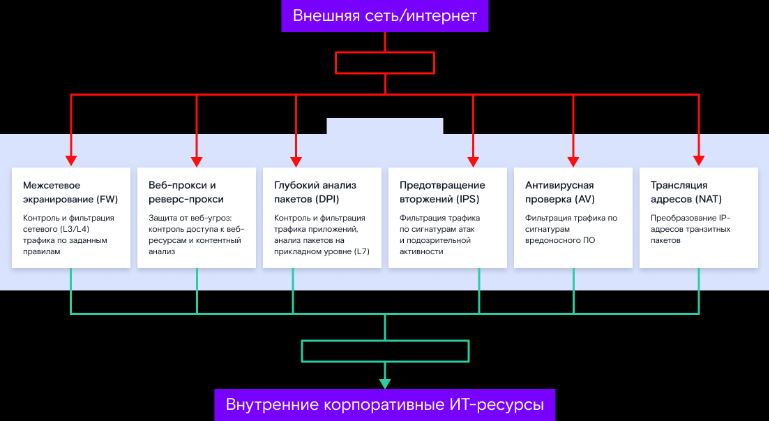 Внешняя сеть/интернет
Межсетевое
экранирование (FW)
Контроль и фильтрация
сетевого (L3/L4)
трафика по заданным
правилам
Веб-прокси и
реверс-прокси
Защита от веб-угроз:
контроль доступа к веб-
ресурсам и контентный
анализ
Глубокий анализ
пакетов (DPI)
Контроль и фильтрация
трафика приложений,
анализ пакетов на
прикладном уровне (L7)
Предотвращение
вторжений (IPS)
Фильтрация трафика
по сигнатурам атак
и подозрительной
активности
Антивирусная
проверка (AV)
Фильтрация трафика по
сигнатурам
вредоносного ПО
Трансляция
адресов (NAT)
Преобразование IP-
адресов транзитных
пакетов
Внутренние корпоративные ИТ-ресурсы